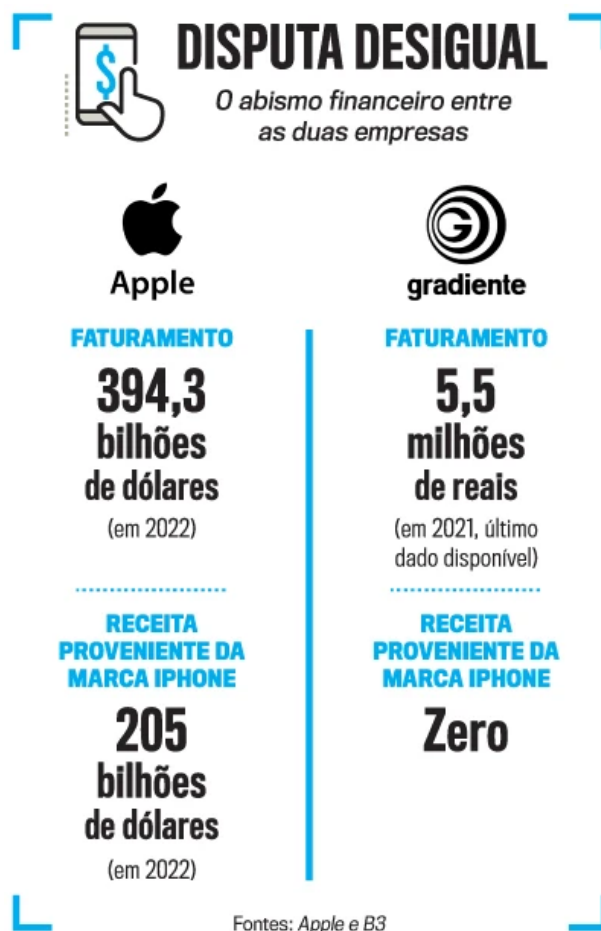 DISPUTA DESIGUAL
O abismo financeiro entre
as duas empresas
Apple
FATURAMENTO
394,3
bilhões
de dólares
(em 2022)
RECEITA
PROVENIENTE DA
MARCA IPHONE
205
bilhões
de dólares
(em 2022)
G
gradiente
FATURAMENTO
5,5
milhões
de reais
(em 2021, último
dado disponível)
RECEITA
PROVENIENTE DA
MARCA IPHONE
Zero
Fontes: Apple e B3